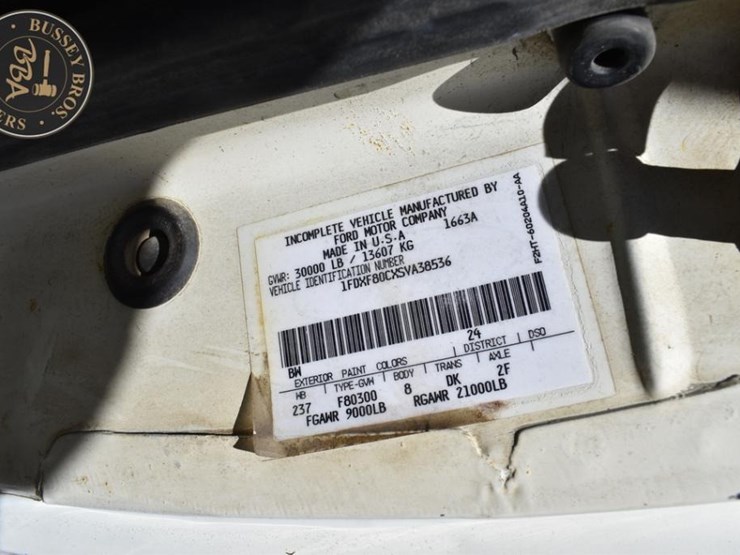 BUSSEY BROS.
BBA
ERS
INCOMPLETE VEHICLE MANUFACTURED BY
FORD MOTOR COMPANY
MADE IN U.S.A 1663A
GVWR: 30000 LB / 13607 KG
VEHICLE IDENTIFICATION NUMBER
1FDXF80CXSVA38536
F2HT-60204A10-AA
BW 24
EXTERIOR PAINT COLORS DISTRICT DSO
WB TYPE-GVW BODY TRANS AXLE
237 F80300 8 DK 2F
FGAWR 9000LB RGAWR 21000LB